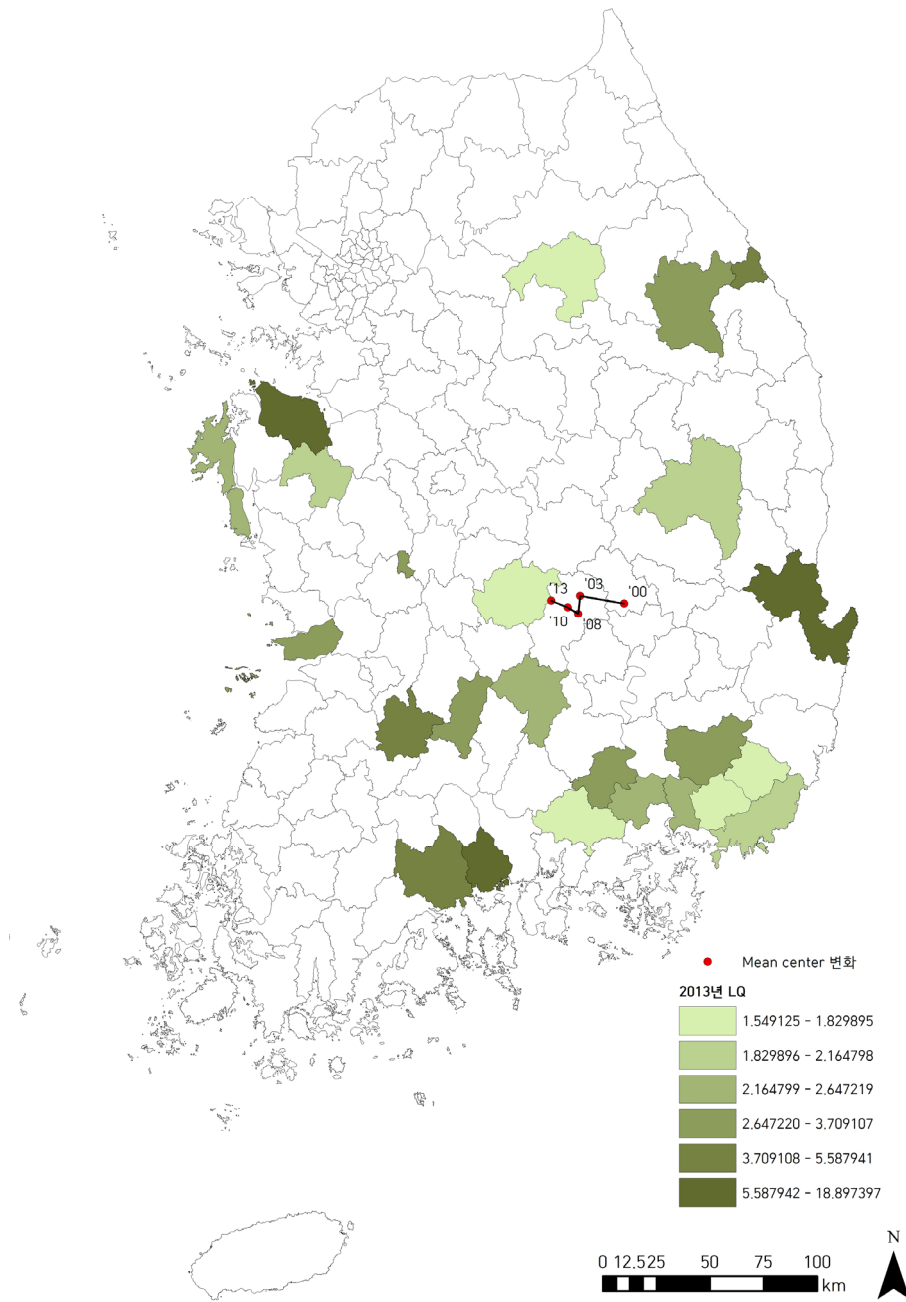 '13
'03
'00
'10
'08
Mean center 변화
2013년 LQ
1.549125 - 1.829895
1.829896 - 2.164798
2.164799 - 2.647219
2.647220 - 3.709107
3.709108 - 5.587941
5.587942 - 18.897397
N
0 12.525 50 75 100
km